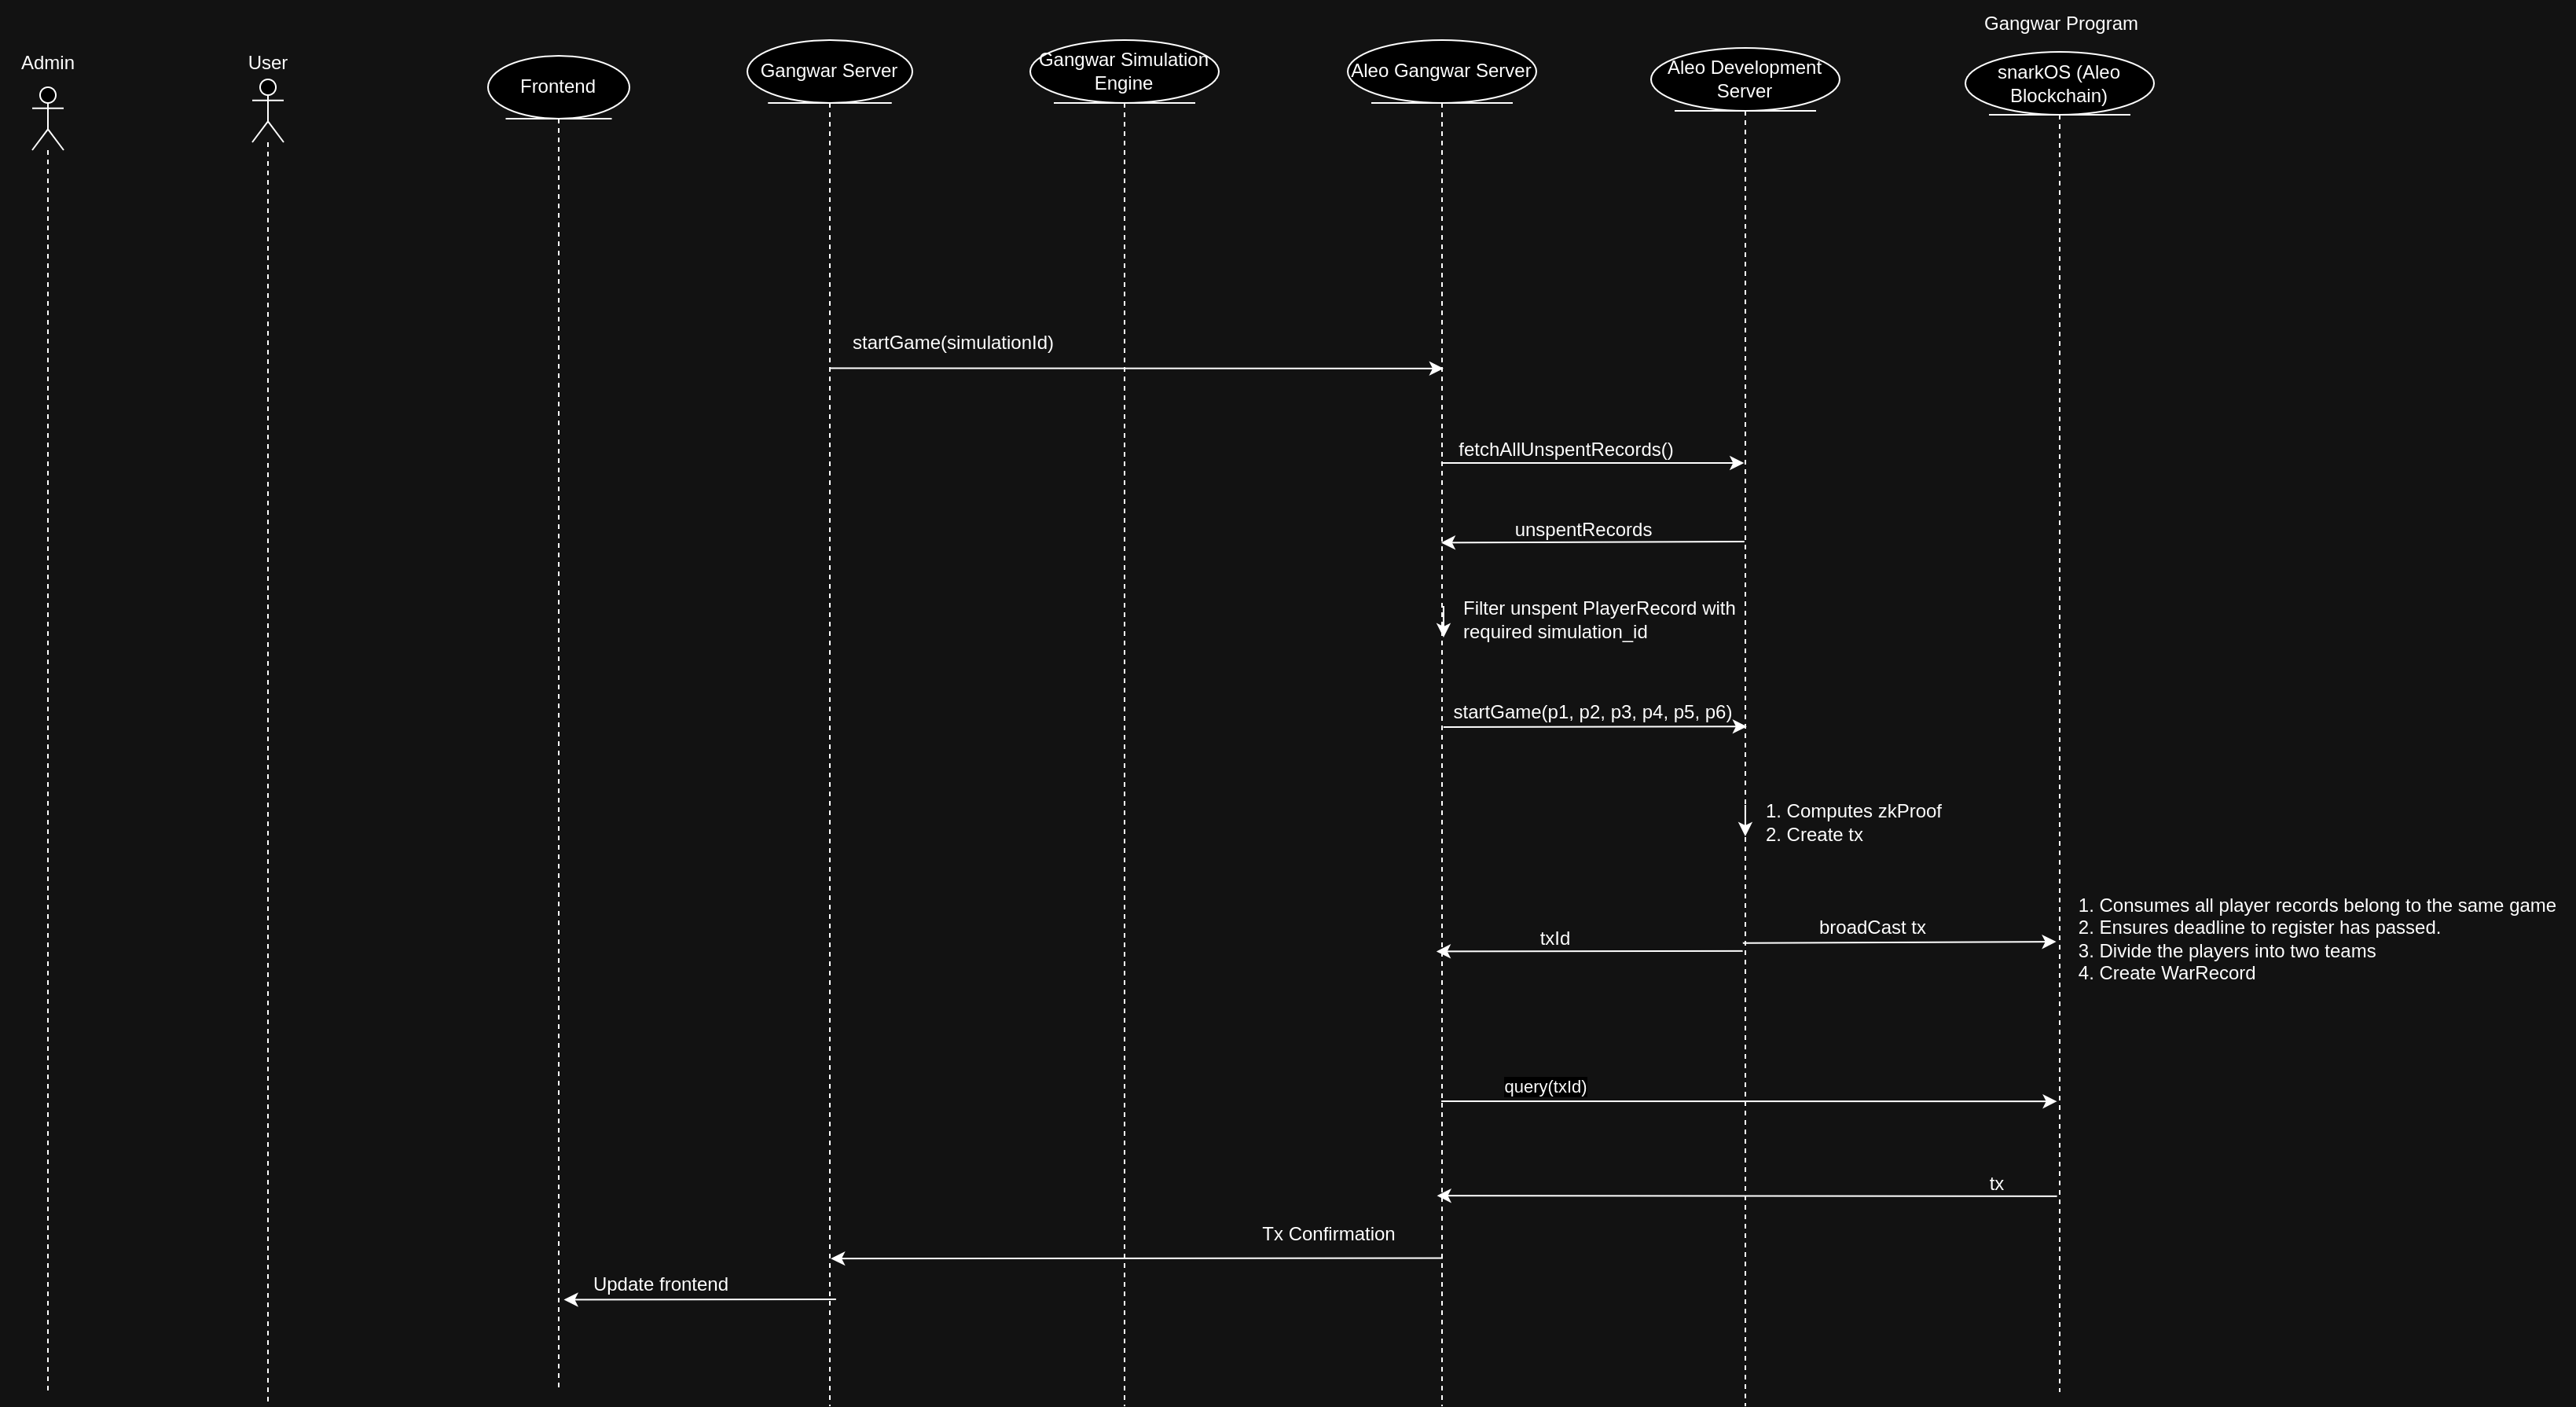 Gangwar Program
Admin
User
Frontend
Gangwar Server
Gangwar Simulation
Engine
Aleo Gangwar Server
Aleo Development
Server
snarkOS (Aleo
Blockchain)
startGame(simulationId)
fetchAllUnspentRecords()
unspentRecords
Filter unspent PlayerRecord with
required simulation_id
startGame(p1, p2, p3, p4, p5, p6)
1. Computes zkProof
2. Create tx
1. Consumes all player records belong to the same game
2. Ensures deadline to register has passed.
3. Divide the players into two teams
4. Create WarRecord
broadCast tx
txId
query(txId)
tx
Tx Confirmation
Update frontend